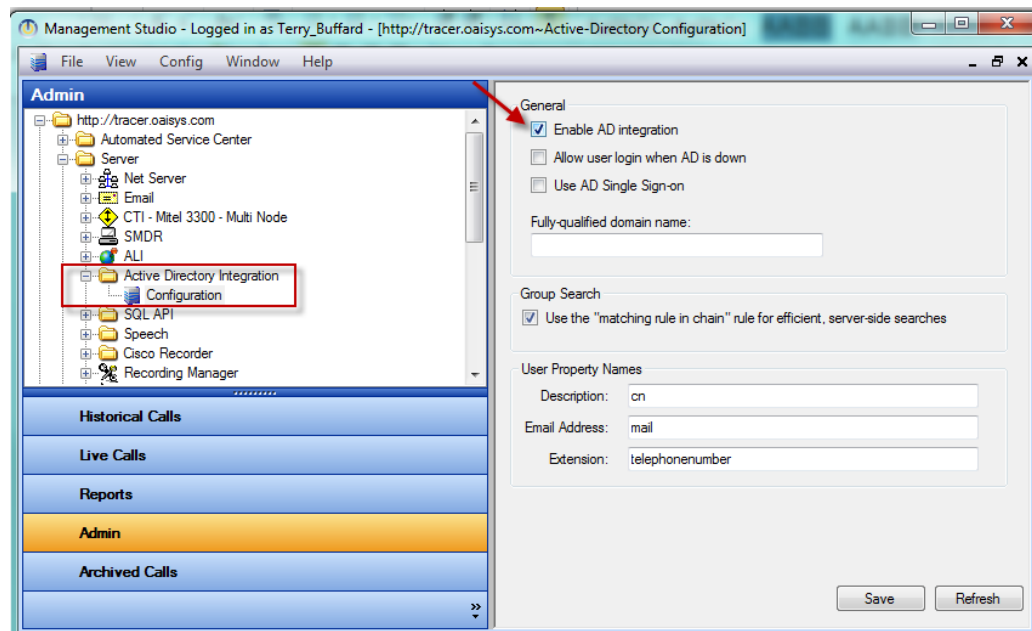 Management Studio - Logged in as Terry_Buffard - [http://tracer.oaisys.com~Active-Directory Configuration]
File View Config Window Help
Admin
http://tracer.oaisys.com
Automated Service Center
Server
Net Server
Email
CTI - Mitel 3300 - Multi Node
SMDR
ALI
Active Directory Integration
Configuration
SQL API
Speech
Cisco Recorder
Recording Manager
Historical Calls
Live Calls
Reports
Admin
Archived Calls
General
Enable AD integration
Allow user login when AD is down
Use AD Single Sign-on
Fully-qualified domain name:
Group Search
Use the "matching rule in chain" rule for efficient, server-side searches
User Property Names
Description: cn
Email Address: mail
Extension: telephonenumber
Save Refresh